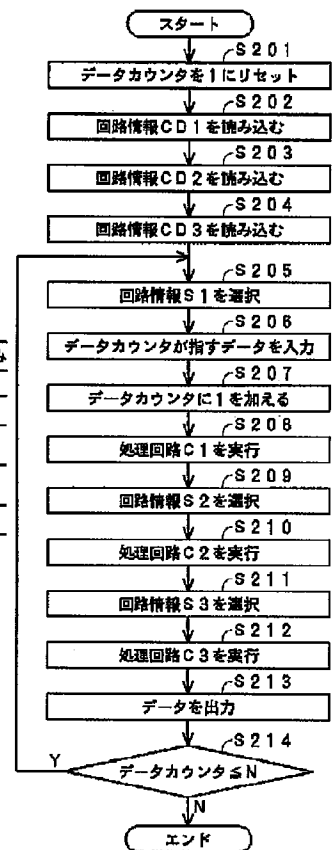 スタート
S201
データカウンタを1にリセット
S202
回路情報CD1を読み込む
S203
回路情報CD2を読み込む
S204
回路情報CD3を読み込む
S205
回路情報S1を選択
S206
データカウンタが指すデータを入力
S207
データカウンタに1を加える
S208
処理回路C1を実行
S209
回路情報S2を選択
S210
処理回路C2を実行
S211
回路情報S3を選択
S212
処理回路C3を実行
S213
データを出力
S214
Y
データカウンタ≦N
N
エンド